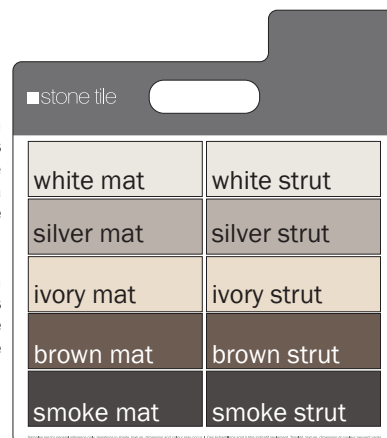 stone tile
white mat white strut
silver mat silver strut
ivory mat ivory strut
brown mat brown strut
smoke mat smoke strut